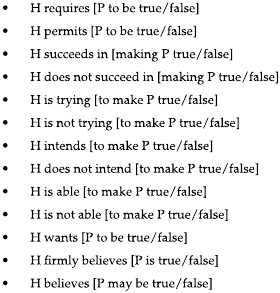 • H requires [P to be true/false]
• H permits [P to be true/false]
• H succeeds in [making P true/false]
• H does not succeed in [making P true/false]
• H is trying [to make P true/false]
• H is not trying [to make P true/false]
• H intends [to make P true/false]
• H does not intend [to make P true/false]
• H is able [to make P true/false]
• H is not able [to make P true/false]
• H wants [P to be true/false]
• H firmly believes [P is true/false]
• H believes [P may be true/false]